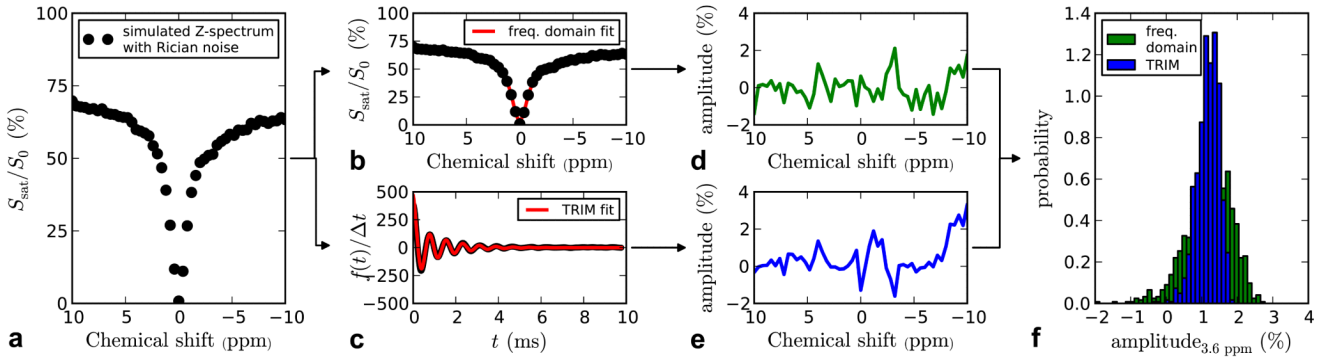 simulated Z-spectrum
with Rician noise
S_sat/S_0 (%)
100
75
50
25
0
10 5 0 −5 −10
Chemical shift (ppm)
a
freq. domain fit
S_sat/S_0 (%)
100
75
50
25
0
10 5 0 −5 −10
Chemical shift (ppm)
b
TRIM fit
f(t)/Δt
500
250
0
−250
−500
0 2 4 6 8 10
t (ms)
c
amplitude (%)
4
2
0
−2
10 5 0 −5 −10
Chemical shift (ppm)
d
amplitude (%)
4
2
0
−2
10 5 0 −5 −10
Chemical shift (ppm)
e
freq.
domain
TRIM
probability
1.4
1.2
1.0
0.8
0.6
0.4
0.2
0.0
−2 −1 0 1 2 3 4
amplitude_3.6 ppm (%)
f